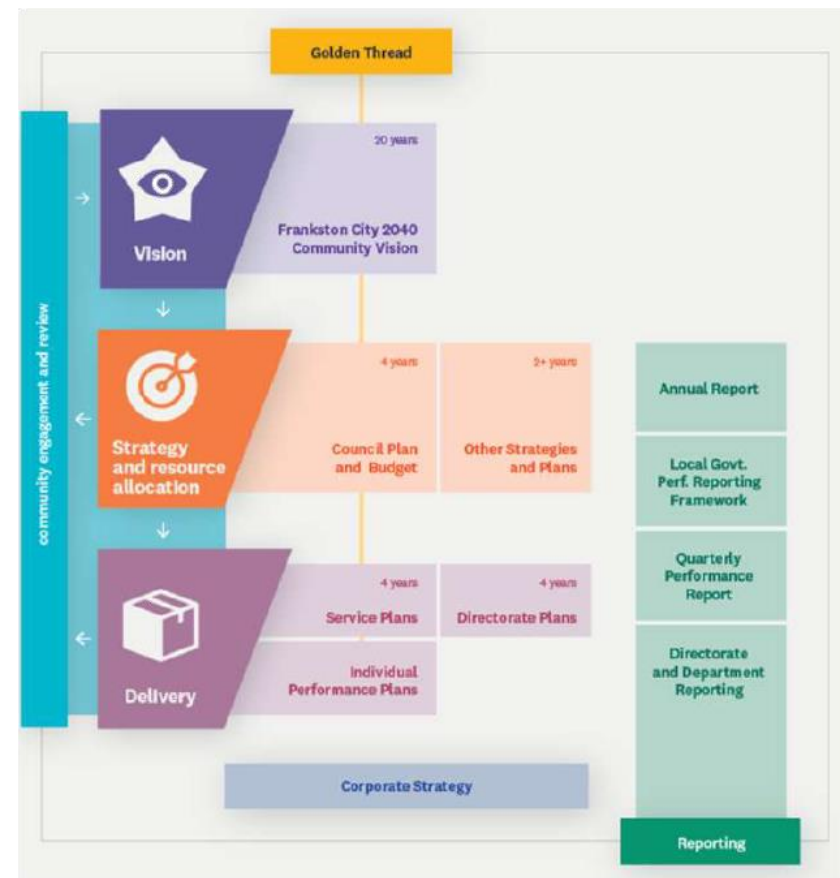 Golden Thread
community engagement and review
Vision
20 years
Frankston City 2040
Community Vision
Strategy
and resource
allocation
4 years
Council Plan
and Budget
2+ years
Other Strategies
and Plans
Delivery
4 years
Service Plans
4 years
Directorate Plans
Individual
Performance Plans
Corporate Strategy
Annual Report
Local Govt.
Perf. Reporting
Framework
Quarterly
Performance
Report
Directorate
and Department
Reporting
Reporting